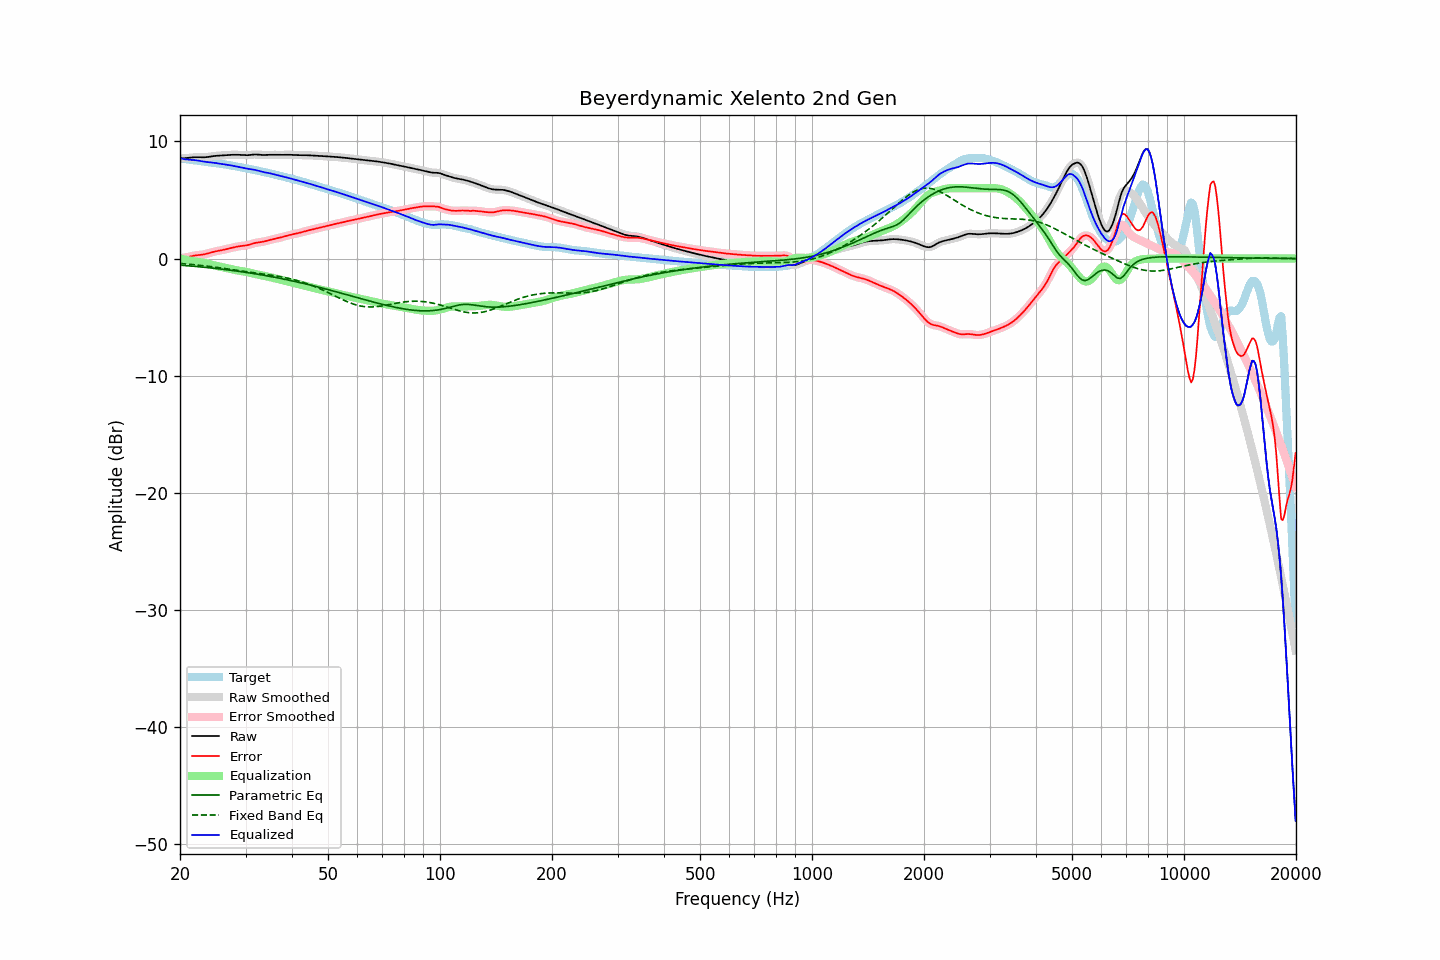 Beyerdynamic Xelento 2nd Gen
Amplitude (dBr)
10
0
−10
−20
−30
−40
−50
Target
Raw Smoothed
Error Smoothed
Raw
Error
Equalization
Parametric Eq
Fixed Band Eq
Equalized
20 50 100 200 500 1000 2000 5000 10000 20000
Frequency (Hz)